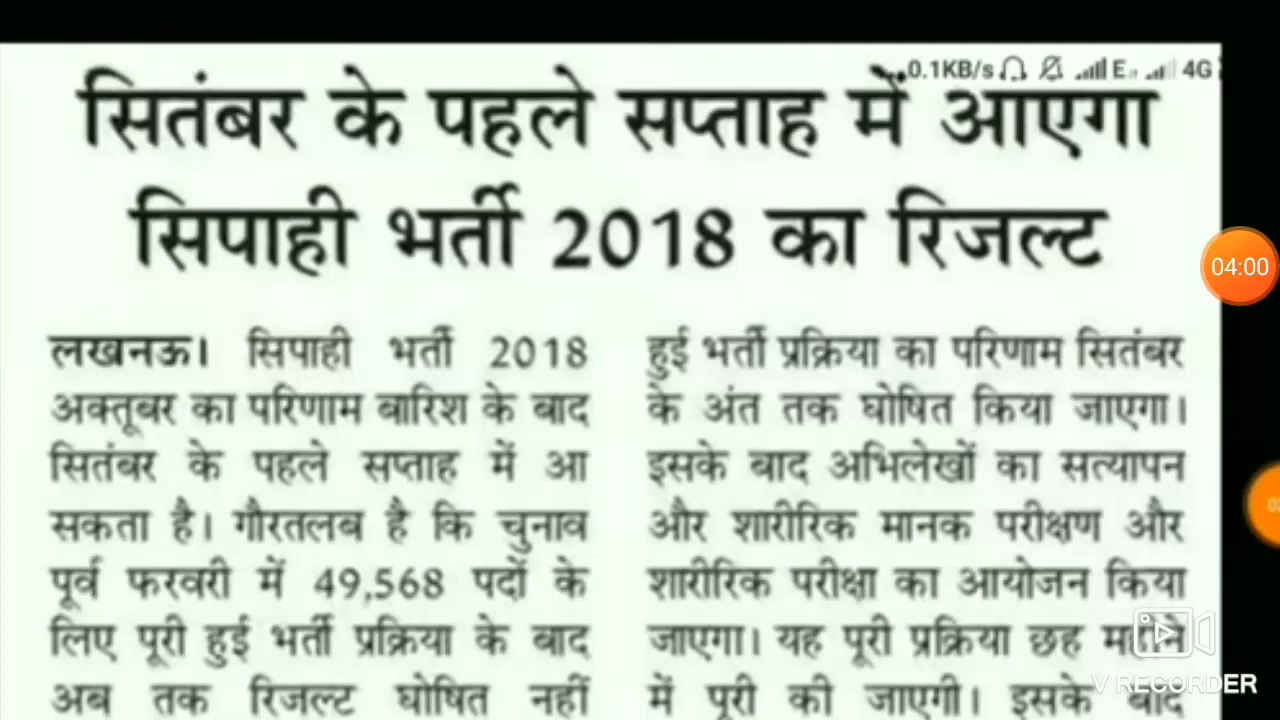 0.1KB/s E 4G
सितंबर के पहले सप्ताह में आएगा
सिपाही भर्ती 2018 का रिजल्ट
04:00
लखनऊ। सिपाही भर्ती 2018
अक्तूबर का परिणाम बारिश के बाद
सितंबर के पहले सप्ताह में आ
सकता है। गौरतलब है कि चुनाव
पूर्व फरवरी में 49,568 पदों के
लिए पूरी हुई भर्ती प्रक्रिया के बाद
अब तक रिजल्ट घोषित नहीं
हुई भर्ती प्रक्रिया का परिणाम सितंबर
के अंत तक घोषित किया जाएगा।
इसके बाद अभिलेखों का सत्यापन
और शारीरिक मानक परीक्षण और
शारीरिक परीक्षा का आयोजन किया
जाएगा। यह पूरी प्रक्रिया छह महीने
में पूरी की जाएगी। इसके बाद
V RECORDER